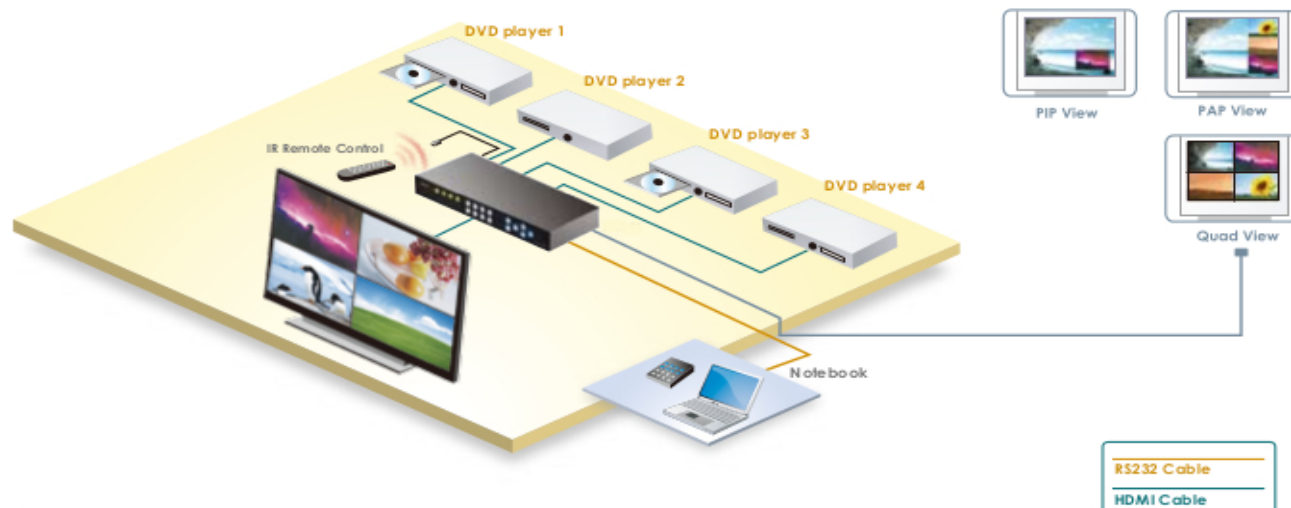 DVD player 1
DVD player 2
DVD player 3
DVD player 4
IR Remote Control
PIP View
PAP View
Quad View
Notebook
RS232 Cable
HDMI Cable